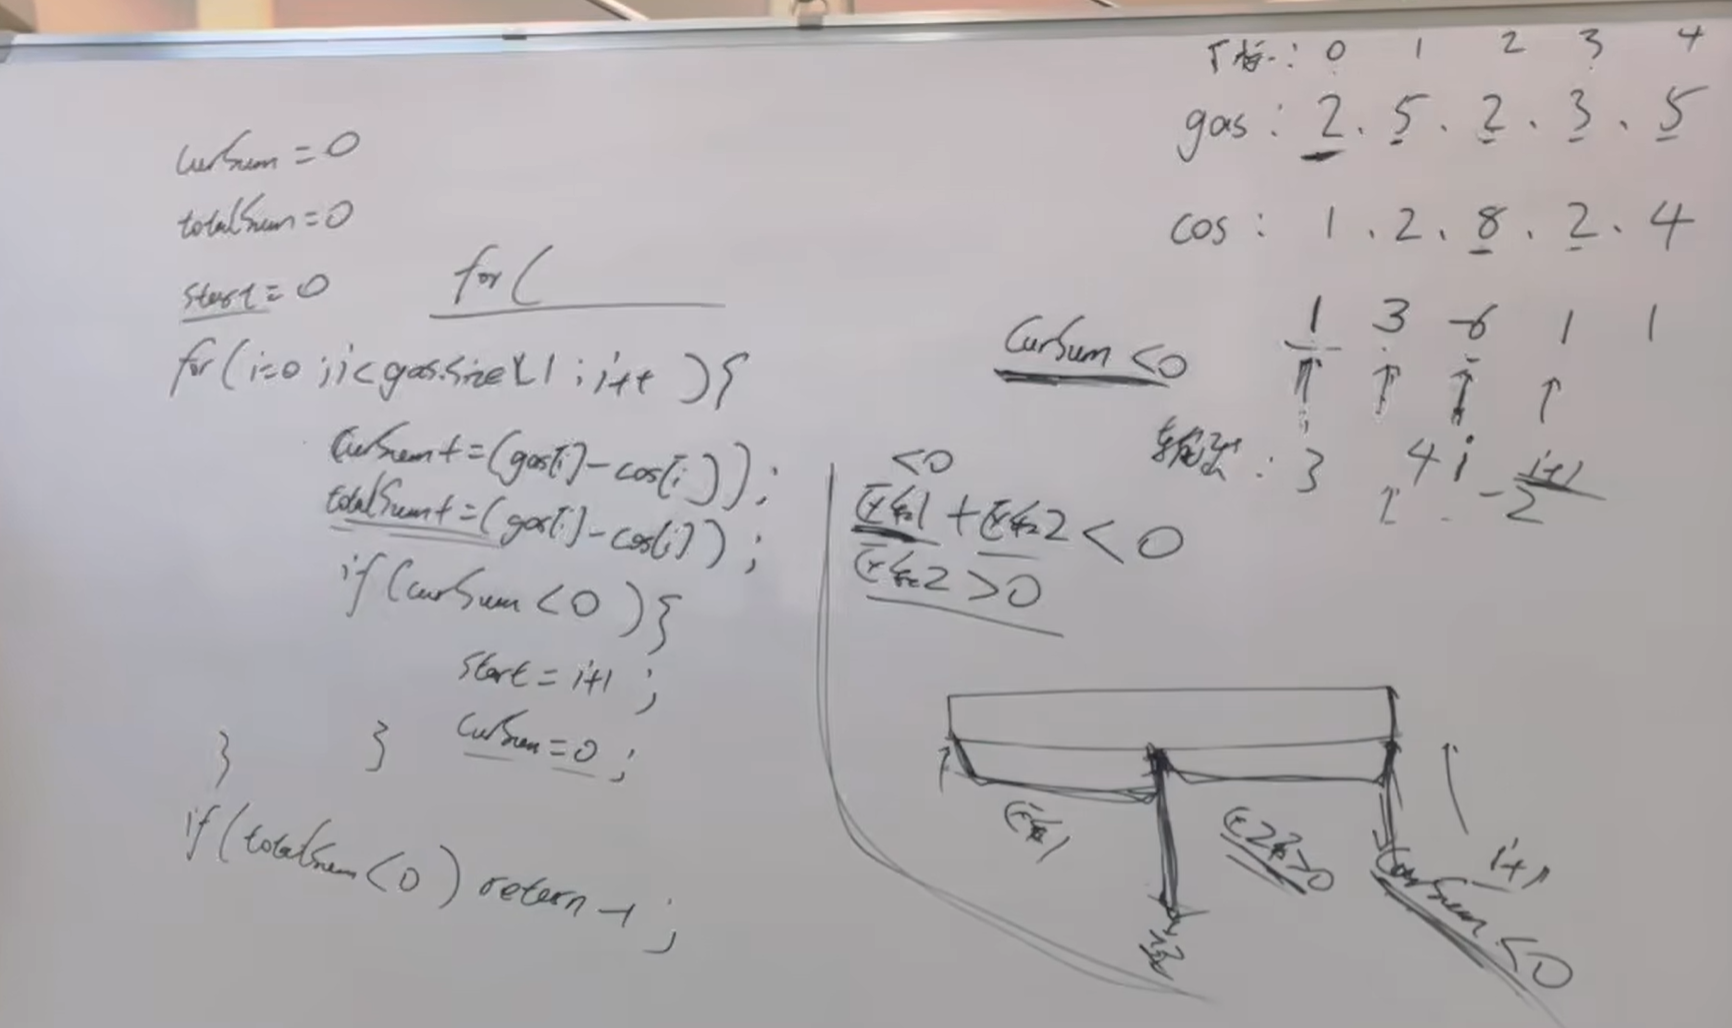 curSum = 0
totalSum = 0
start = 0
for (
for (i=0 ; i < gas.size() ; i++ ) {
curSum += (gas[i] - cos[i]) ;
totalSum += (gas[i] - cos[i]) ;
if (curSum < 0 ) {
start = i+1 ;
curSum = 0 ;
} }
if (totalSum < 0 ) return -1 ;
下标 : 0 1 2 3 4
gas : 2 . 5 . 2 . 3 . 5
cos : 1 . 2 . 8 . 2 . 4
1 3 -6 1 1
curSum < 0
: 3 4 i i+1
-2
<0
区间1 + 区间2 < 0
区间2 > 0
区间1
区间2 > 0
i+1
curSum < 0